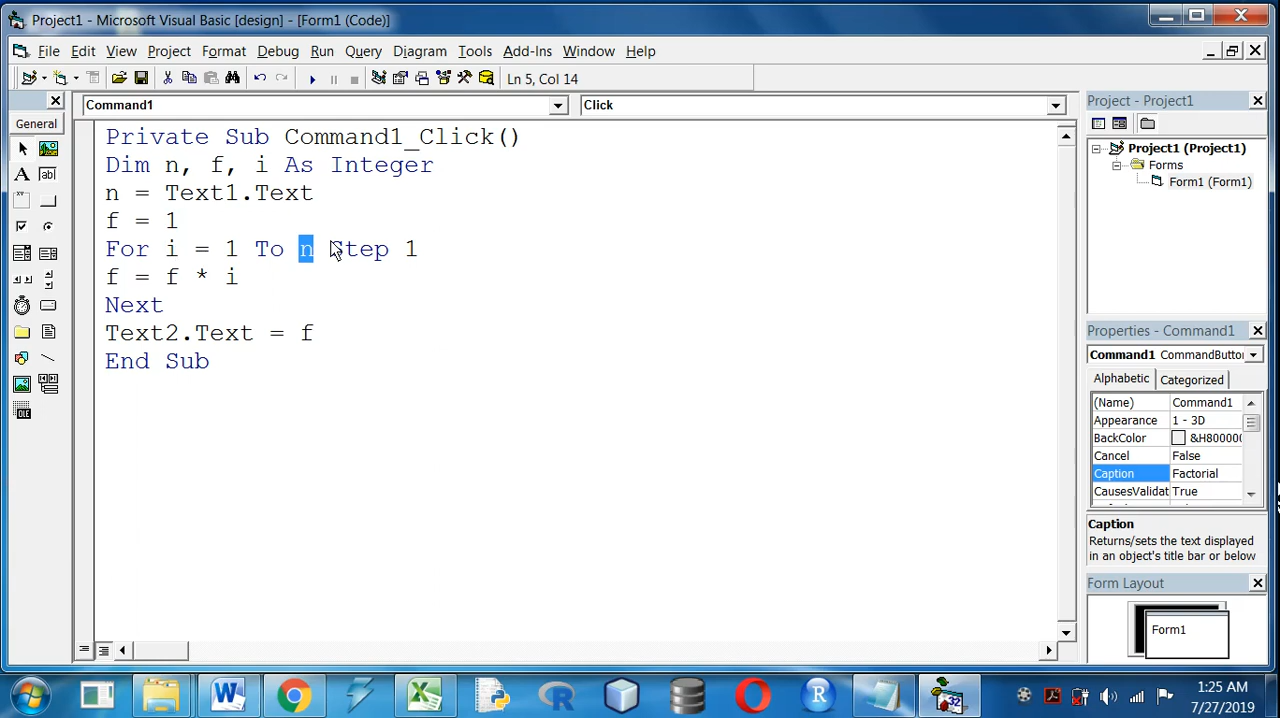 Project1 - Microsoft Visual Basic [design] - [Form1 (Code)]
File Edit View Project Format Debug Run Query Diagram Tools Add-Ins Window Help
Ln 5, Col 14
General
Command1
Click
Private Sub Command1_Click()
Dim n, f, i As Integer
n = Text1.Text
f = 1
For i = 1 To n Step 1
f = f * i
Next
Text2.Text = f
End Sub
Project - Project1
Project1 (Project1)
Forms
Form1 (Form1)
Properties - Command1
Command1 CommandButton
Alphabetic Categorized
(Name) Command1
Appearance 1 - 3D
BackColor &H800000
Cancel False
Caption Factorial
CausesValidat True
Caption
Returns/sets the text displayed
in an object's title bar or below
Form Layout
Form1
1:25 AM
7/27/2019